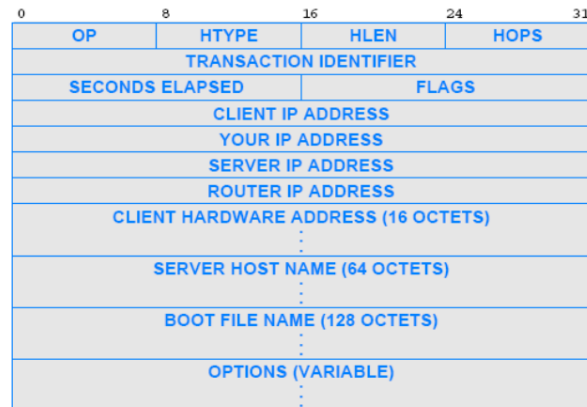 0 8 16 24 31
OP HTYPE HLEN HOPS
TRANSACTION IDENTIFIER
SECONDS ELAPSED FLAGS
CLIENT IP ADDRESS
YOUR IP ADDRESS
SERVER IP ADDRESS
ROUTER IP ADDRESS
CLIENT HARDWARE ADDRESS (16 OCTETS)
SERVER HOST NAME (64 OCTETS)
BOOT FILE NAME (128 OCTETS)
OPTIONS (VARIABLE)